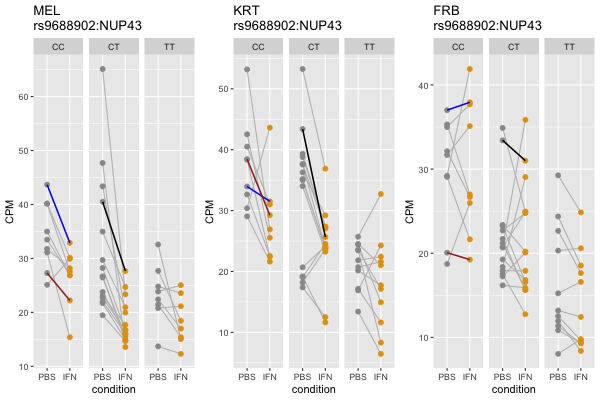 MEL
rs9688902:NUP43
CC CT TT
CPM
60
50
40
30
20
10
PBS IFN PBS IFN PBS IFN
condition
KRT
rs9688902:NUP43
CC CT TT
CPM
50
40
30
20
10
PBS IFN PBS IFN PBS IFN
condition
FRB
rs9688902:NUP43
CC CT TT
CPM
40
30
20
10
PBS IFN PBS IFN PBS IFN
condition